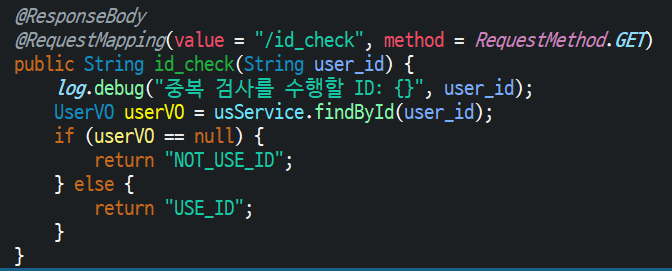 @ResponseBody
@RequestMapping(value = "/id_check", method = RequestMethod.GET)
public String id_check(String user_id) {
    log.debug("중복 검사를 수행할 ID: {}", user_id);
    UserVO userVO = usService.findById(user_id);
    if (userVO == null) {
        return "NOT_USE_ID";
    } else {
        return "USE_ID";
    }
}